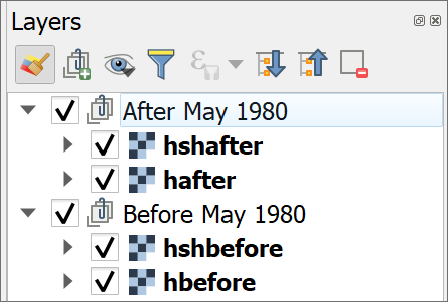 Layers
After May 1980
hshafter
hafter
Before May 1980
hshbefore
hbefore